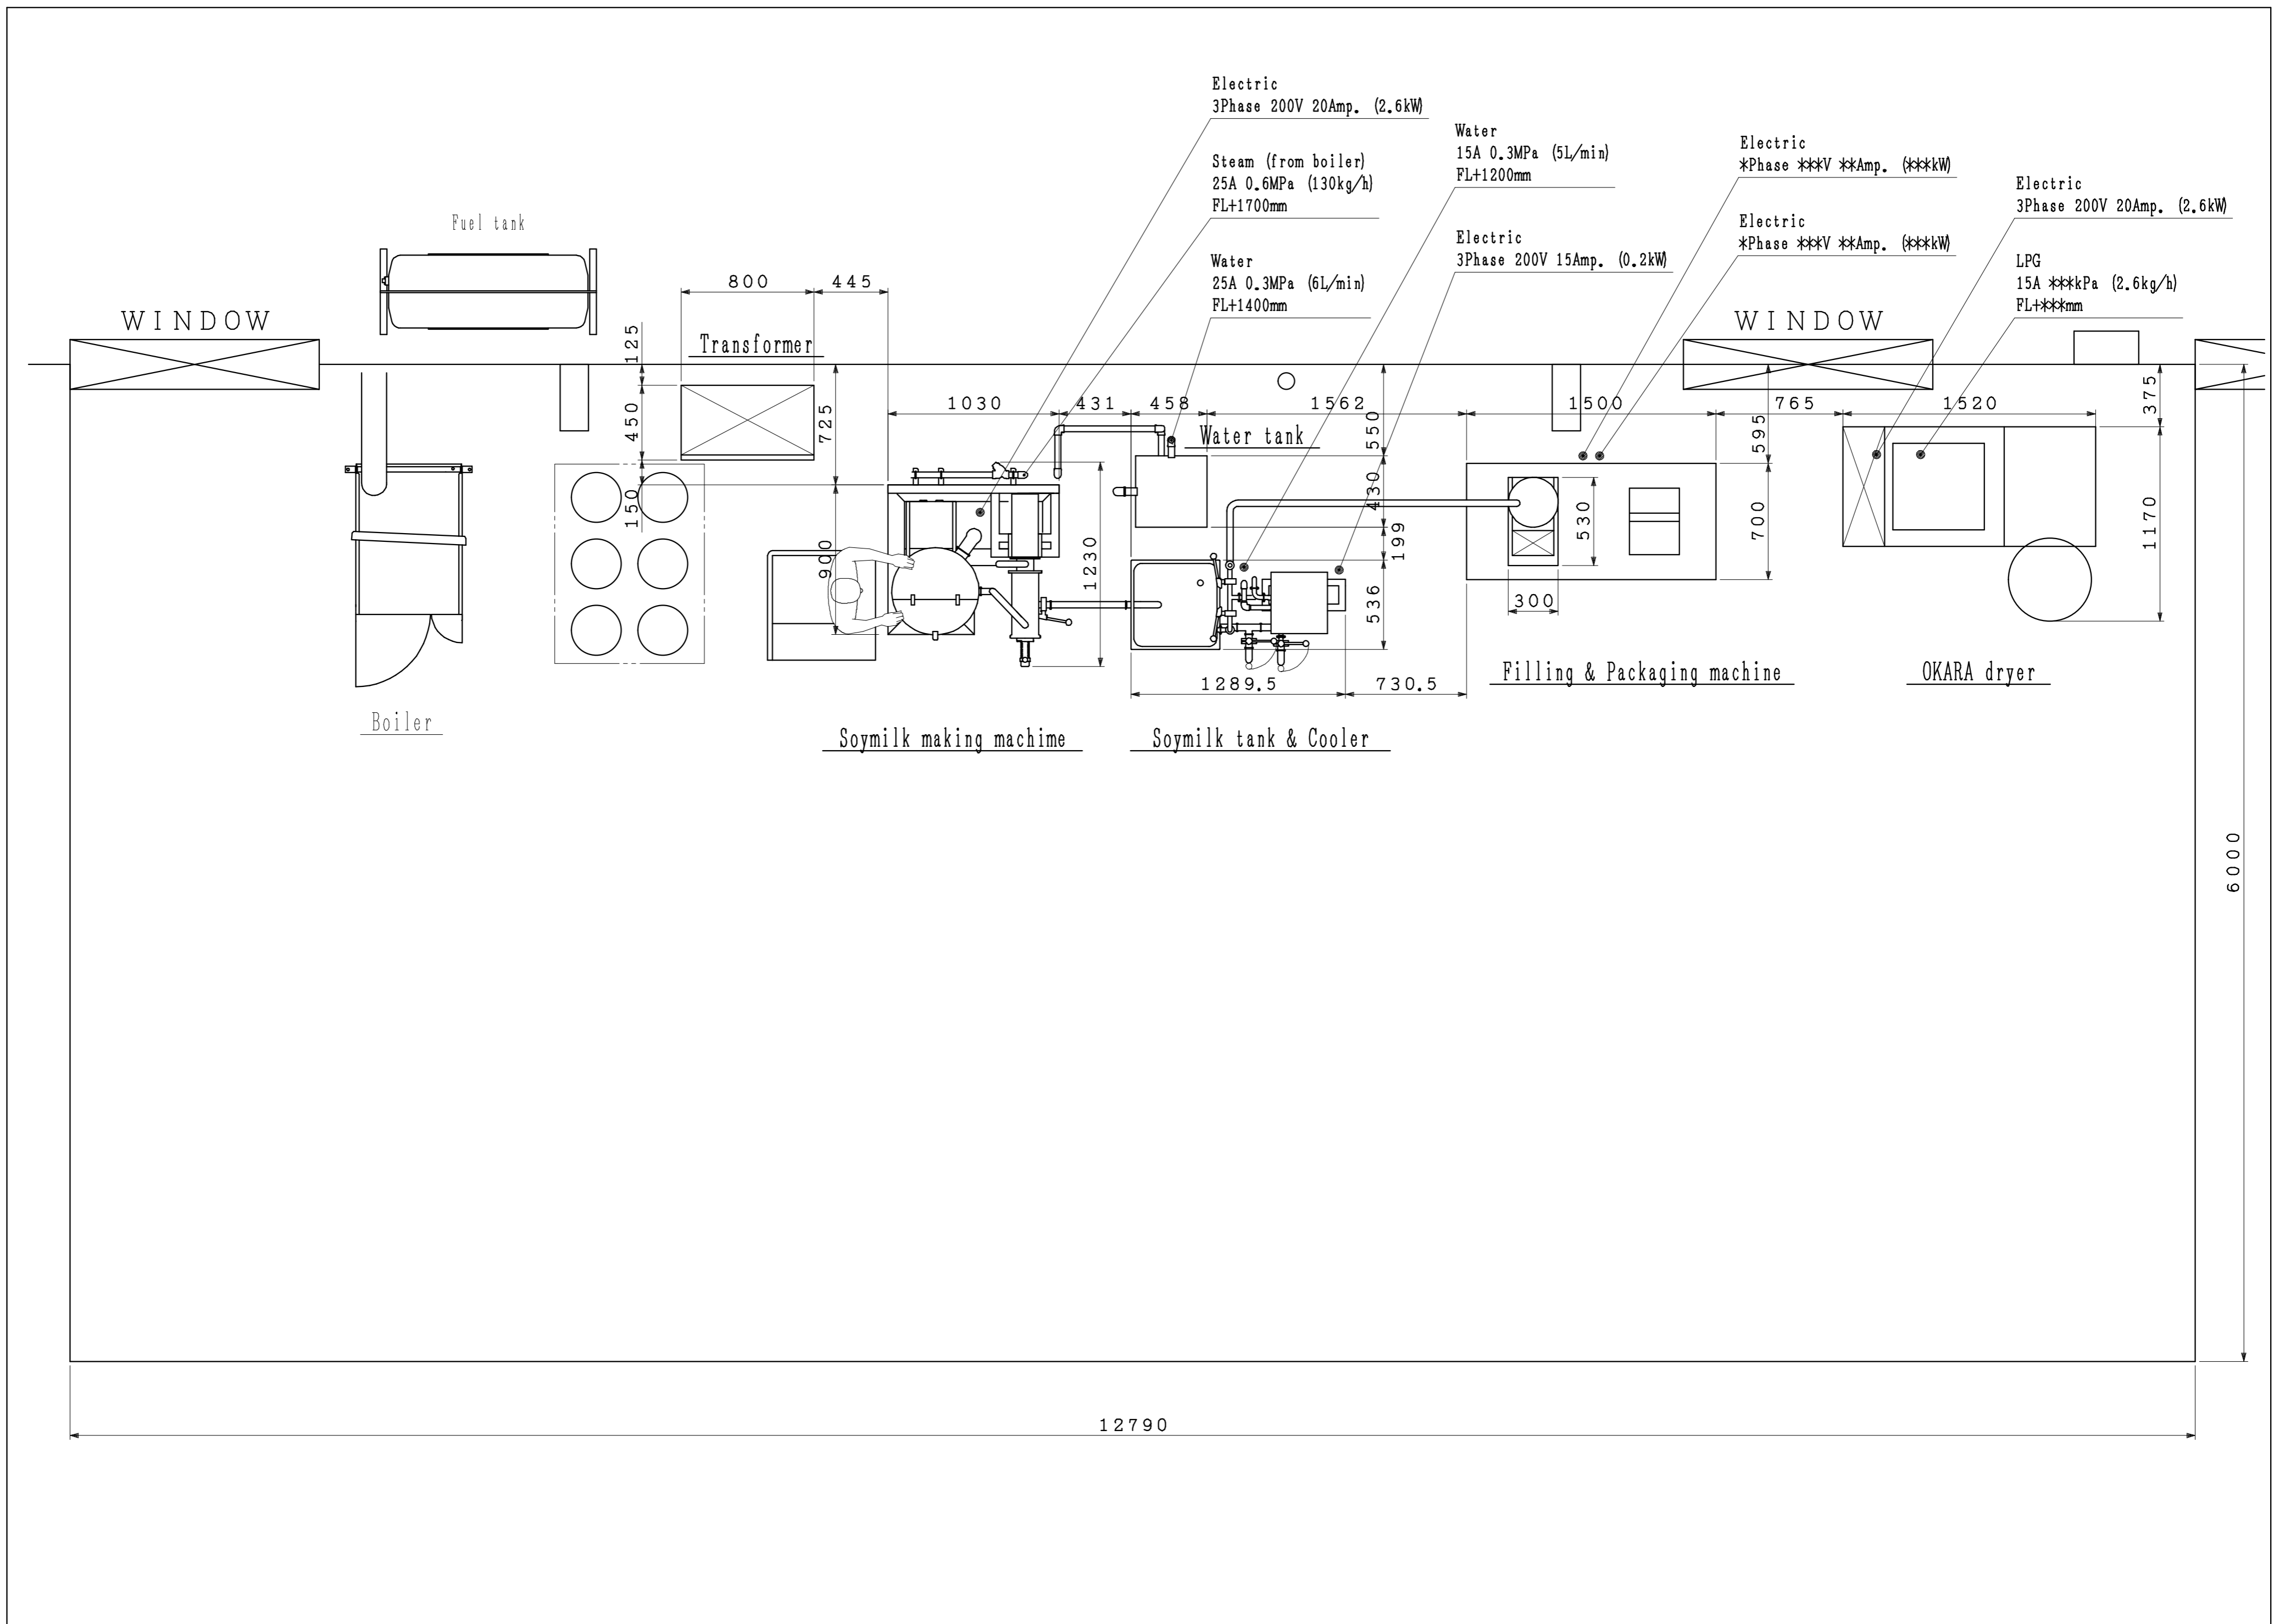 Electric
3Phase 200V 20Amp. (2.6kW)
Steam (from boiler)
25A 0.6MPa (130kg/h)
FL+1700mm
Water
25A 0.3MPa (6L/min)
FL+1400mm
Water
15A 0.3MPa (5L/min)
FL+1200mm
Electric
3Phase 200V 15Amp. (0.2kW)
Electric
*Phase ***V **Amp. (***kW)
Electric
*Phase ***V **Amp. (***kW)
Electric
3Phase 200V 20Amp. (2.6kW)
LPG
15A ***kPa (2.6kg/h)
FL+***mm
Fuel tank
WINDOW
800
445
125
Transformer
WINDOW
450
725
150
900
1030
431
458
1562
1500
765
1520
550
595
375
Water tank
430
199
536
1230
530
300
700
1170
1289.5
730.5
Filling & Packaging machine
OKARA dryer
Boiler
Soymilk making machine
Soymilk tank & Cooler
6000
12790